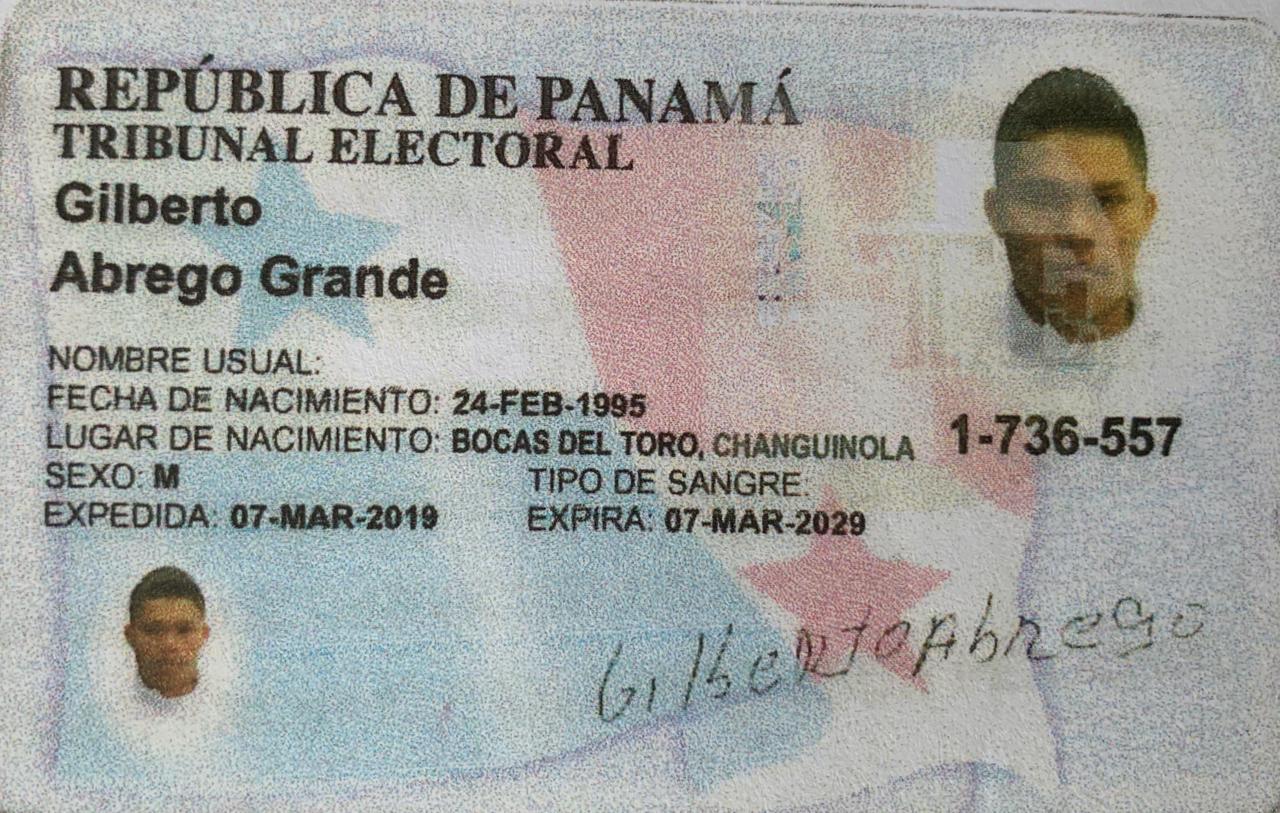 REPÚBLICA DE PANAMÁ
TRIBUNAL ELECTORAL
Gilberto
Abrego Grande
NOMBRE USUAL:
FECHA DE NACIMIENTO: 24-FEB-1995
LUGAR DE NACIMIENTO: BOCAS DEL TORO, CHANGUINOLA
1-736-557
SEXO: M TIPO DE SANGRE:
EXPEDIDA: 07-MAR-2019 EXPIRA: 07-MAR-2029
Gilberto Abrego